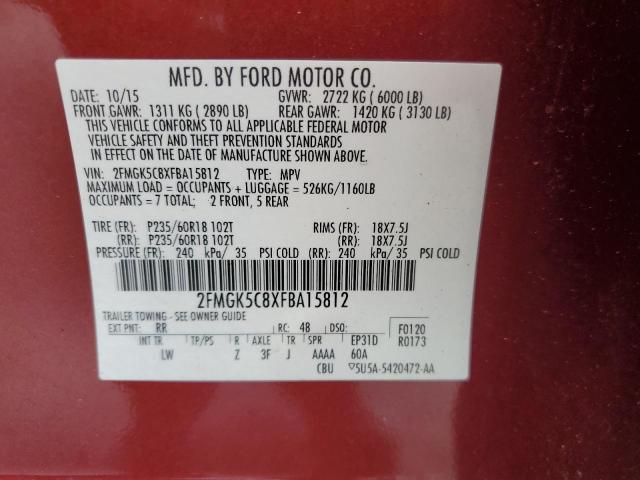 MFD. BY FORD MOTOR CO.
DATE: 10/15 GVWR: 2722 KG ( 6000 LB)
FRONT GAWR: 1311 KG ( 2890 LB) REAR GAWR: 1420 KG ( 3130 LB)
THIS VEHICLE CONFORMS TO ALL APPLICABLE FEDERAL MOTOR
VEHICLE SAFETY AND THEFT PREVENTION STANDARDS
IN EFFECT ON THE DATE OF MANUFACTURE SHOWN ABOVE.
VIN: 2FMGK5C8XFBA15812 TYPE: MPV
MAXIMUM LOAD = OCCUPANTS + LUGGAGE = 526KG/1160LB
OCCUPANTS = 7 TOTAL; 2 FRONT, 5 REAR
TIRE (FR): P235/60R18 102T RIMS (FR): 18X7.5J
(RR): P235/60R18 102T (RR): 18X7.5J
PRESSURE (FR): 240 kPa/ 35 PSI COLD (RR): 240 kPa/ 35 PSI COLD
2FMGK5C8XFBA15812
TRAILER TOWING - SEE OWNER GUIDE
EXT PNT: RR RC: 48 DSO: F0120
INT TR TP/PS R AXLE TR SPR EP31D R0173
LW Z 3F J AAAA 60A
CBU ▽5U5A-5420472-AA